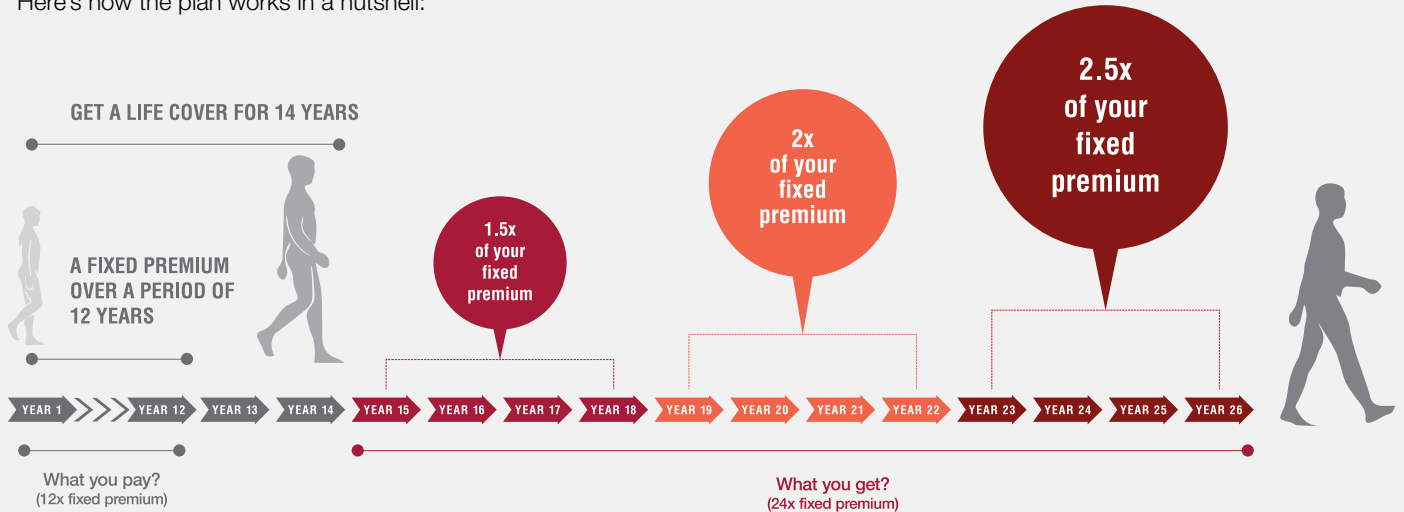 Here's how the plan works in a nutshell:
GET A LIFE COVER FOR 14 YEARS
A FIXED PREMIUM
OVER A PERIOD OF
12 YEARS
1.5x
of your
fixed
premium
2x
of your
fixed
premium
2.5x
of your
fixed
premium
YEAR 1
YEAR 12
YEAR 13
YEAR 14
YEAR 15
YEAR 16
YEAR 17
YEAR 18
YEAR 19
YEAR 20
YEAR 21
YEAR 22
YEAR 23
YEAR 24
YEAR 25
YEAR 26
What you pay?
(12x fixed premium)
What you get?
(24x fixed premium)